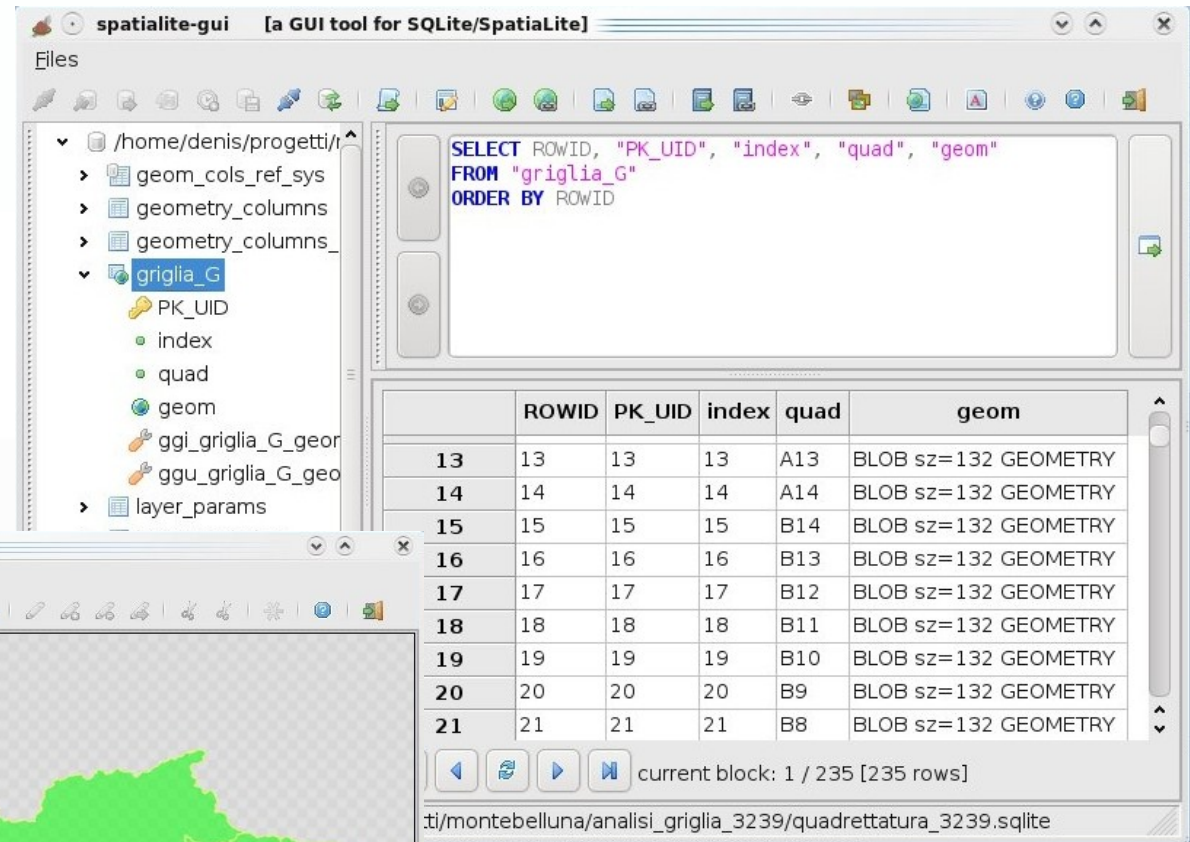 spatialite-gui [a GUI tool for SQLite/SpatiaLite]
Files
/home/denis/progetti/
geom_cols_ref_sys
geometry_columns
geometry_columns_
griglia_G
PK_UID
index
quad
geom
ggi_griglia_G_geor
ggu_griglia_G_geo
layer_params
SELECT ROWID, "PK_UID", "index", "quad", "geom"
FROM "griglia_G"
ORDER BY ROWID
ROWID PK_UID index quad geom
13 13 13 13 A13 BLOB sz=132 GEOMETRY
14 14 14 14 A14 BLOB sz=132 GEOMETRY
15 15 15 15 B14 BLOB sz=132 GEOMETRY
16 16 16 16 B13 BLOB sz=132 GEOMETRY
17 17 17 17 B12 BLOB sz=132 GEOMETRY
18 18 18 18 B11 BLOB sz=132 GEOMETRY
19 19 19 19 B10 BLOB sz=132 GEOMETRY
20 20 20 20 B9 BLOB sz=132 GEOMETRY
21 21 21 21 B8 BLOB sz=132 GEOMETRY
current block: 1 / 235 [235 rows]
tti/montebelluna/analisi_griglia_3239/quadrettatura_3239.sqlite